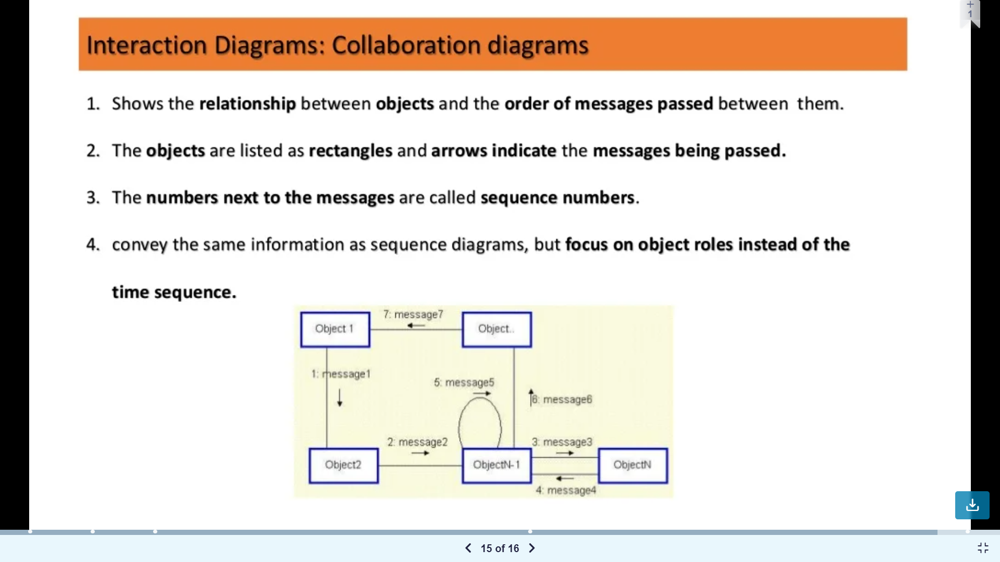 +
1
Interaction Diagrams: Collaboration diagrams
1. Shows the relationship between objects and the order of messages passed between them.
2. The objects are listed as rectangles and arrows indicate the messages being passed.
3. The numbers next to the messages are called sequence numbers.
4. convey the same information as sequence diagrams, but focus on object roles instead of the
time sequence.
7: message7
Object 1
Object..
1: message1
5: message5
6: message6
2: message2
3: message3
Object2
ObjectN-1
ObjectN
4: message4
15 of 16